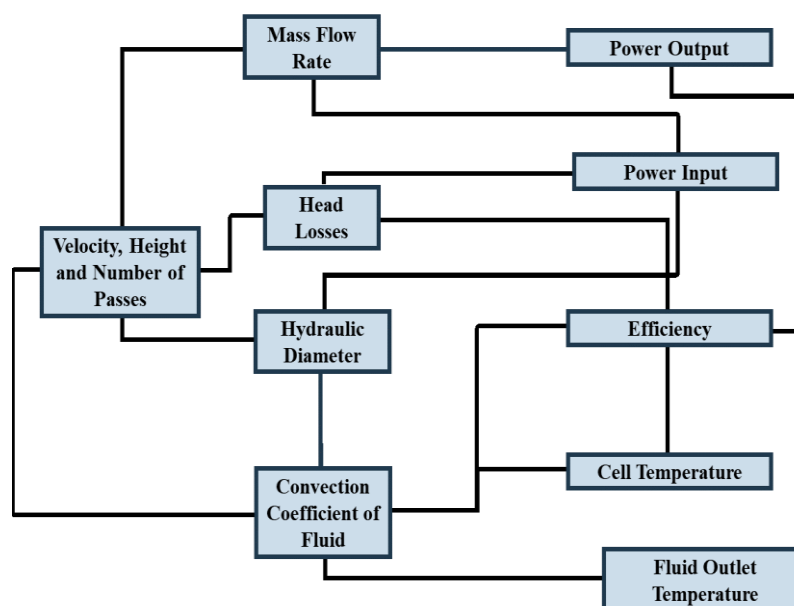 Mass Flow
Rate
Power Output
Power Input
Head
Losses
Velocity, Height
and Number of
Passes
Hydraulic
Diameter
Efficiency
Cell Temperature
Convection
Coefficient of
Fluid
Fluid Outlet
Temperature